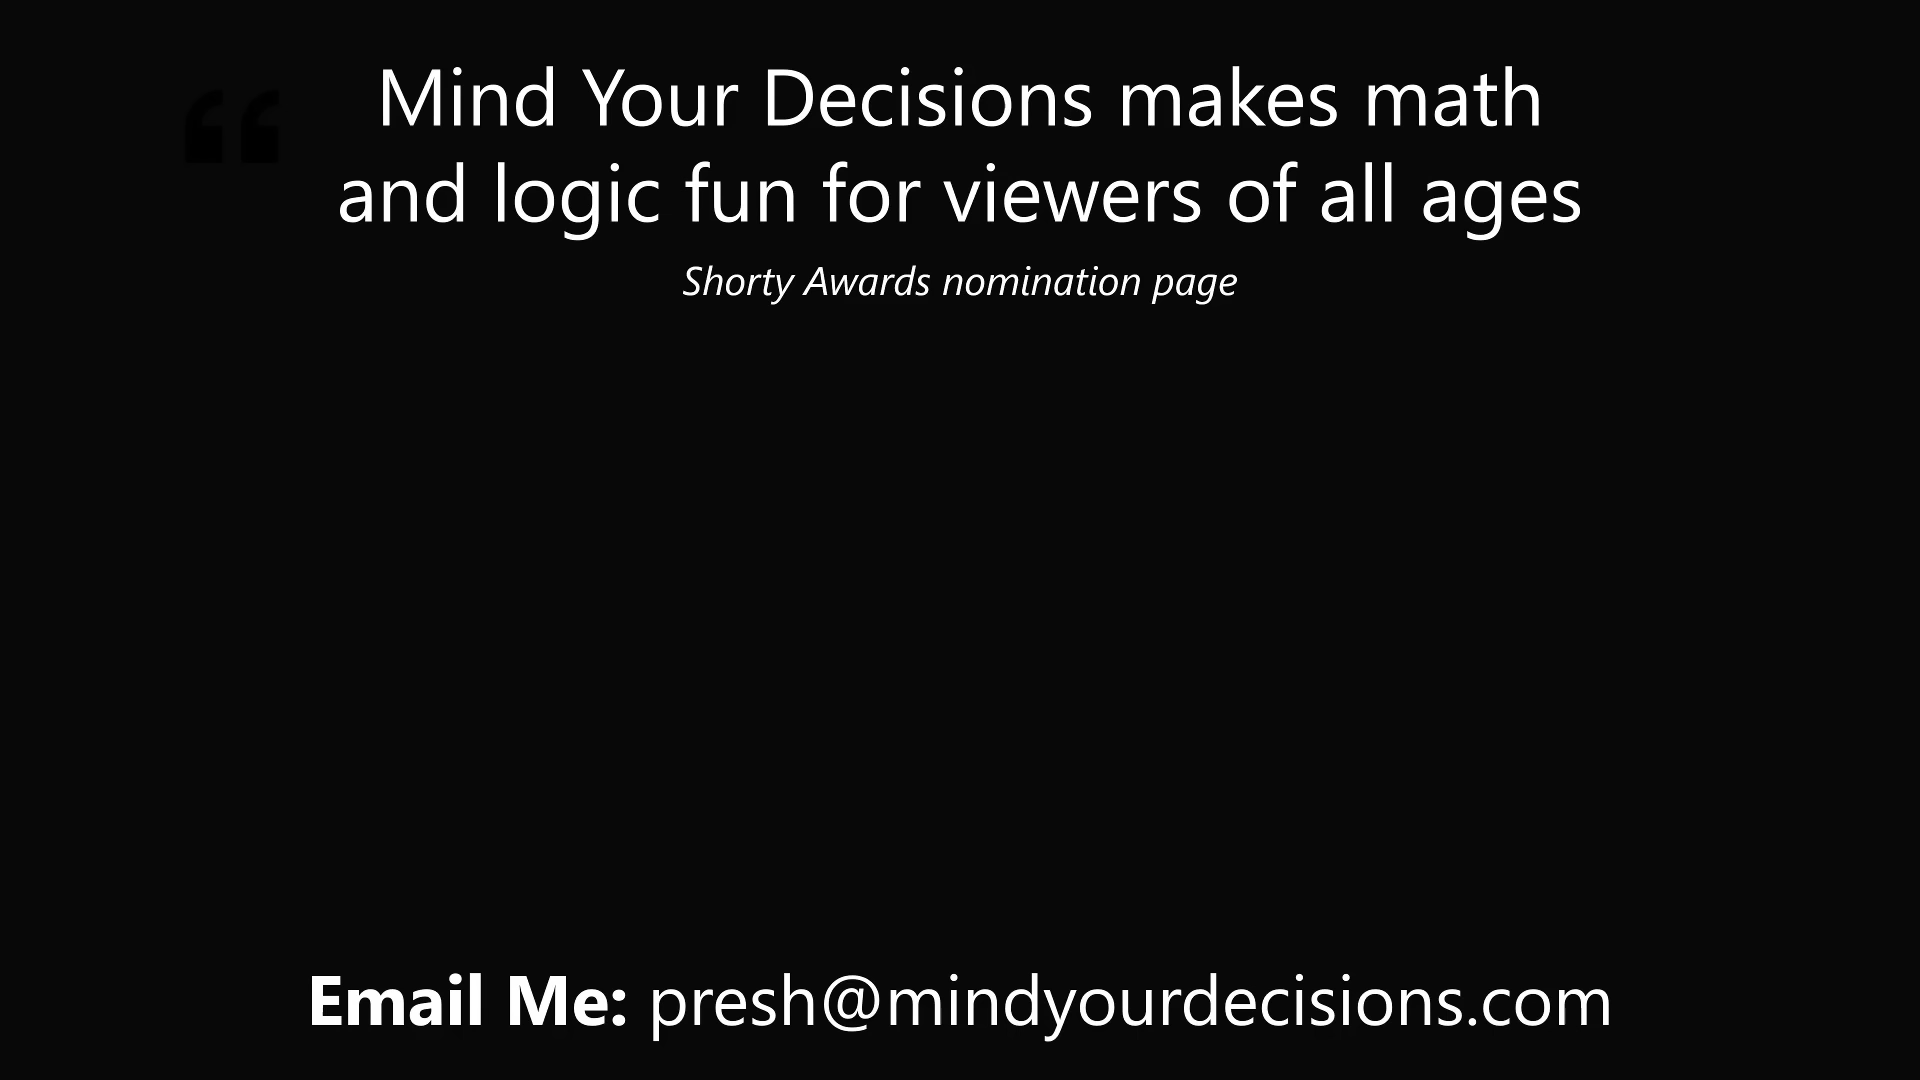 “
Mind Your Decisions makes math
and logic fun for viewers of all ages
Shorty Awards nomination page
Email Me: presh@mindyourdecisions.com